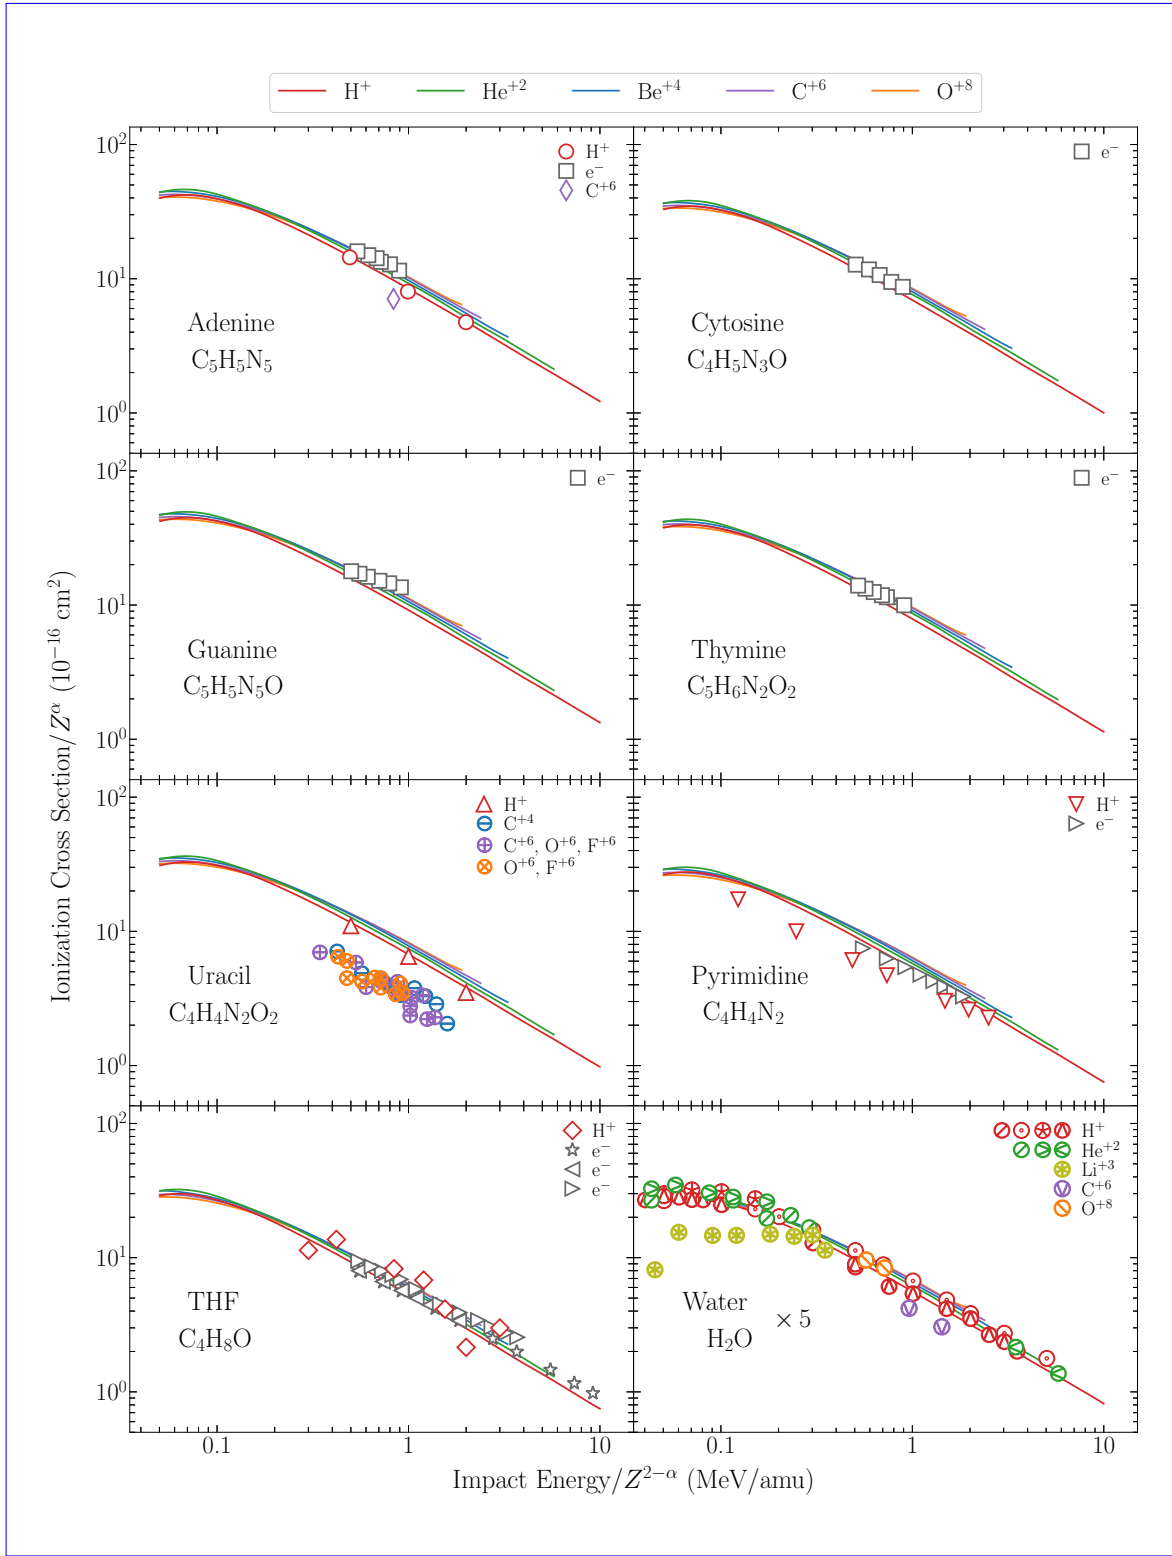 H⁺ He⁺² Be⁺⁴ C⁺⁶ O⁺⁸
Ionization Cross Section/Z^α (10⁻¹⁶ cm²)
10²
10¹
10⁰
H⁺
e⁻
C⁺⁶
Adenine
C₅H₅N₅
e⁻
Cytosine
C₄H₅N₃O
10²
10¹
10⁰
e⁻
Guanine
C₅H₅N₅O
e⁻
Thymine
C₅H₆N₂O₂
10²
10¹
10⁰
H⁺
C⁺⁴
C⁺⁶, O⁺⁶, F⁺⁶
O⁺⁶, F⁺⁶
Uracil
C₄H₄N₂O₂
H⁺
e⁻
Pyrimidine
C₄H₄N₂
10²
10¹
10⁰
H⁺
e⁻
e⁻
e⁻
THF
C₄H₈O
H⁺
He⁺²
Li⁺³
C⁺⁶
O⁺⁸
Water × 5
H₂O
0.1 1 10 0.1 1 10
Impact Energy/Z^{2−α} (MeV/amu)